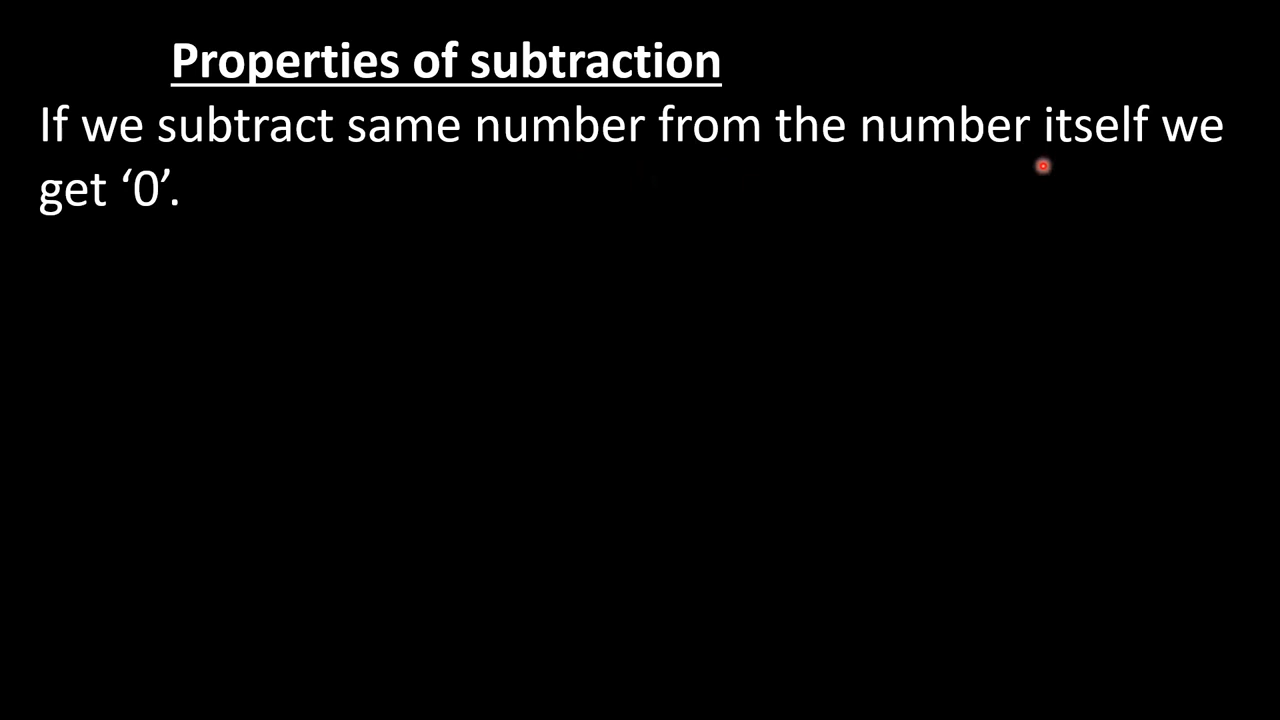 Properties of subtraction
If we subtract same number from the number itself we
get ‘0’.